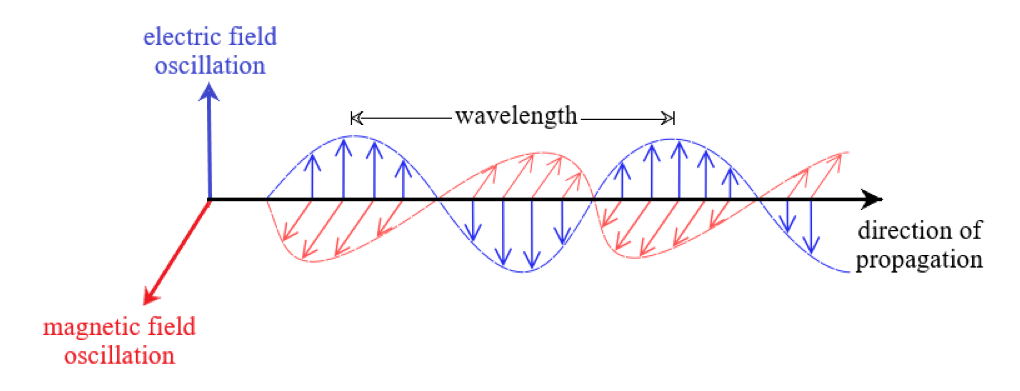 electric field
oscillation
wavelength
direction of
propagation
magnetic field
oscillation